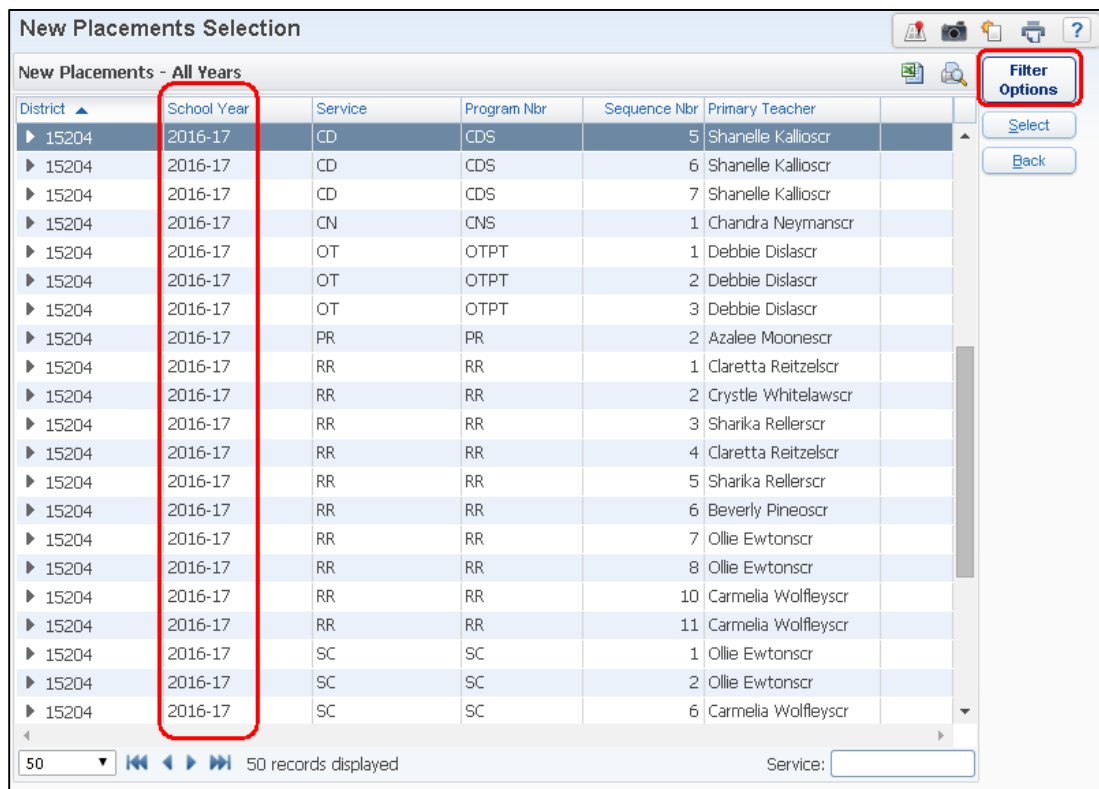 New Placements Selection
?
New Placements - All Years
Filter
Options
Select
Back
District School Year Service Program Nbr Sequence Nbr Primary Teacher
15204 2016-17 CD CDS 5 Shanelle Kallioscr
15204 2016-17 CD CDS 6 Shanelle Kallioscr
15204 2016-17 CD CDS 7 Shanelle Kallioscr
15204 2016-17 CN CNS 1 Chandra Neymanscr
15204 2016-17 OT OTPT 1 Debbie Dislascr
15204 2016-17 OT OTPT 2 Debbie Dislascr
15204 2016-17 OT OTPT 3 Debbie Dislascr
15204 2016-17 PR PR 2 Azalee Moonescr
15204 2016-17 RR RR 1 Claretta Reitzelscr
15204 2016-17 RR RR 2 Crystle Whitelawscr
15204 2016-17 RR RR 3 Sharika Rellerscr
15204 2016-17 RR RR 4 Claretta Reitzelscr
15204 2016-17 RR RR 5 Sharika Rellerscr
15204 2016-17 RR RR 6 Beverly Pineoscr
15204 2016-17 RR RR 7 Ollie Ewtonscr
15204 2016-17 RR RR 8 Ollie Ewtonscr
15204 2016-17 RR RR 10 Carmelia Wolfleyscr
15204 2016-17 RR RR 11 Carmelia Wolfleyscr
15204 2016-17 SC SC 1 Ollie Ewtonscr
15204 2016-17 SC SC 2 Ollie Ewtonscr
15204 2016-17 SC SC 6 Carmelia Wolfleyscr
50 50 records displayed Service: